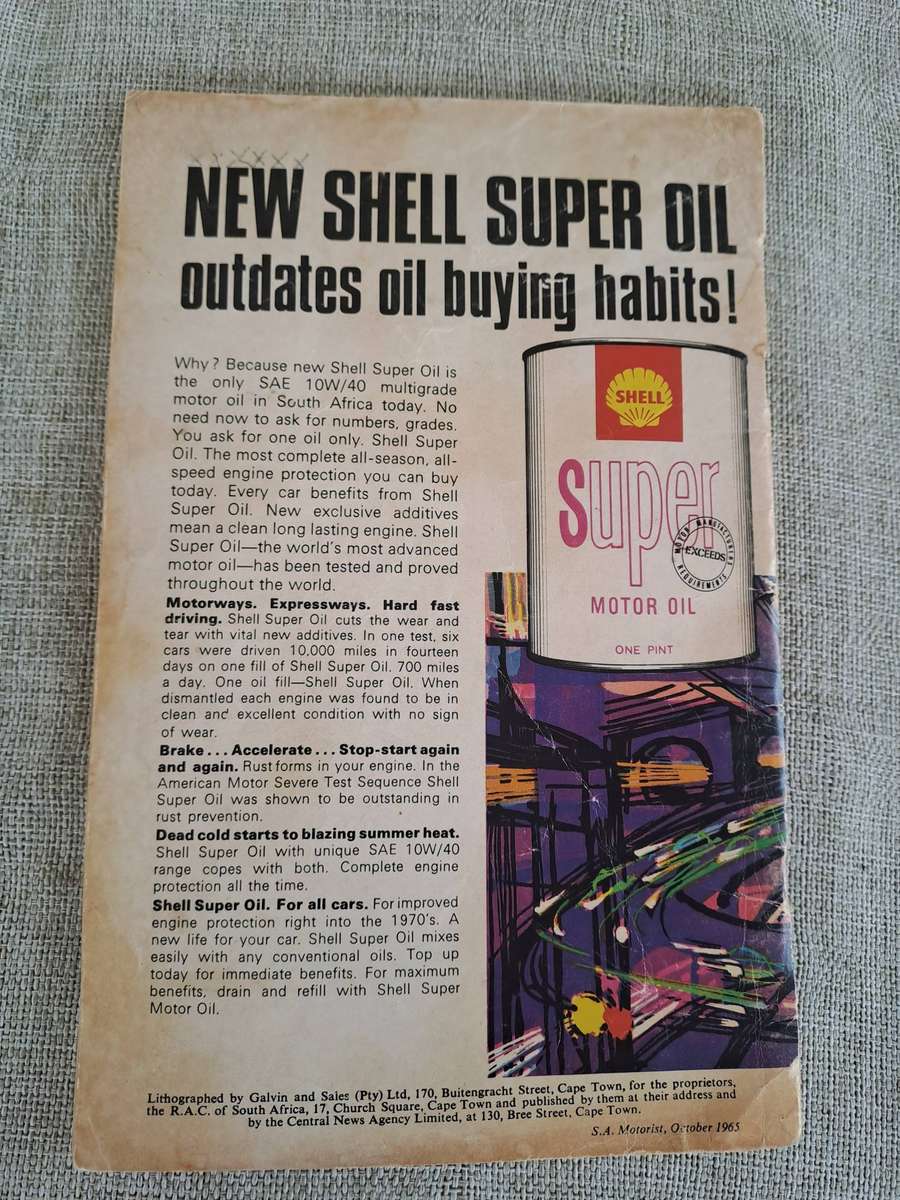 NEW SHELL SUPER OIL
outdates oil buying habits!
Why? Because new Shell Super Oil is
the only SAE 10W/40 multigrade
motor oil in South Africa today. No
need now to ask for numbers, grades.
You ask for one oil only. Shell Super
Oil. The most complete all-season, all-
speed engine protection you can buy
today. Every car benefits from Shell
Super Oil. New exclusive additives
mean a clean long lasting engine. Shell
Super Oil—the world's most advanced
motor oil—has been tested and proved
throughout the world.
Motorways. Expressways. Hard fast
driving. Shell Super Oil cuts the wear and
tear with vital new additives. In one test, six
cars were driven 10,000 miles in fourteen
days on one fill of Shell Super Oil. 700 miles
a day. One oil fill—Shell Super Oil. When
dismantled each engine was found to be in
clean and excellent condition with no sign
of wear.
Brake... Accelerate... Stop-start again
and again. Rust forms in your engine. In the
American Motor Severe Test Sequence Shell
Super Oil was shown to be outstanding in
rust prevention.
Dead cold starts to blazing summer heat.
Shell Super Oil with unique SAE 10W/40
range copes with both. Complete engine
protection all the time.
Shell Super Oil. For all cars. For improved
engine protection right into the 1970's. A
new life for your car. Shell Super Oil mixes
easily with any conventional oils. Top up
today for immediate benefits. For maximum
benefits, drain and refill with Shell Super
Motor Oil.
SHELL
super
MOTOR MANUFACTURERS
EXCEEDS
REQUIREMENTS
MOTOR OIL
ONE PINT
Lithographed by Galvin and Sales (Pty) Ltd, 170, Buitengracht Street, Cape Town, for the proprietors,
the R.A.C. of South Africa, 17, Church Square, Cape Town and published by them at their address and
by the Central News Agency Limited, at 130, Bree Street, Cape Town.
S.A. Motorist, October 1965